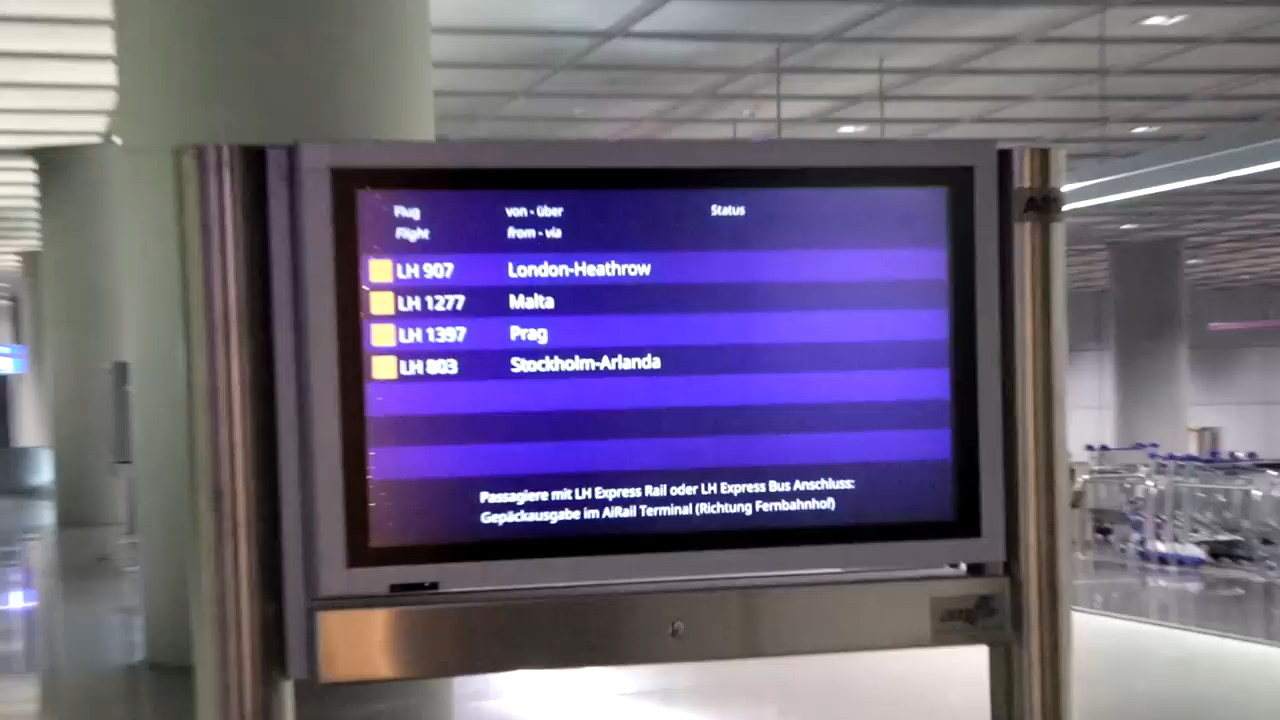 Flug von - über Status
Flight from - via
LH 907 London-Heathrow
LH 1277 Malta
LH 1397 Prag
LH 803 Stockholm-Arlanda
Passagiere mit LH Express Rail oder LH Express Bus Anschluss:
Gepäckausgabe im AiRail Terminal (Richtung Fernbahnhof)